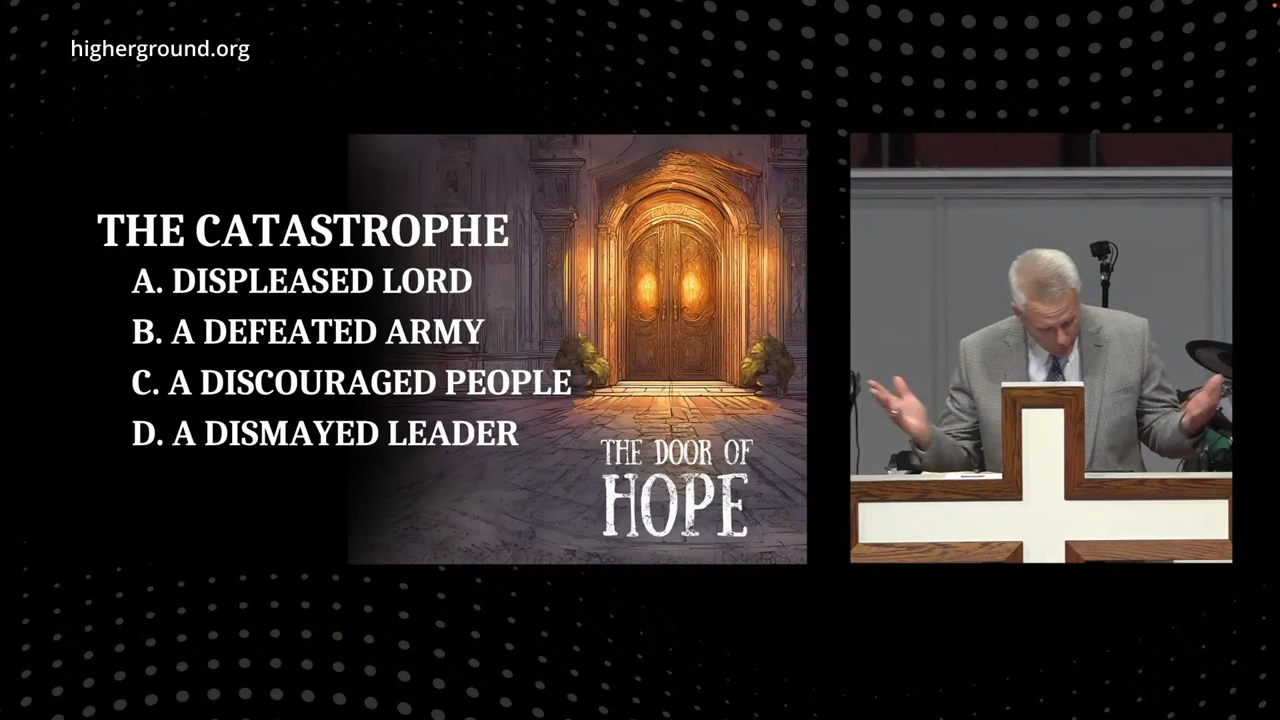 higherground.org
THE CATASTROPHE
A. DISPLEASED LORD
B. A DEFEATED ARMY
C. A DISCOURAGED PEOPLE
D. A DISMAYED LEADER
THE DOOR OF
HOPE